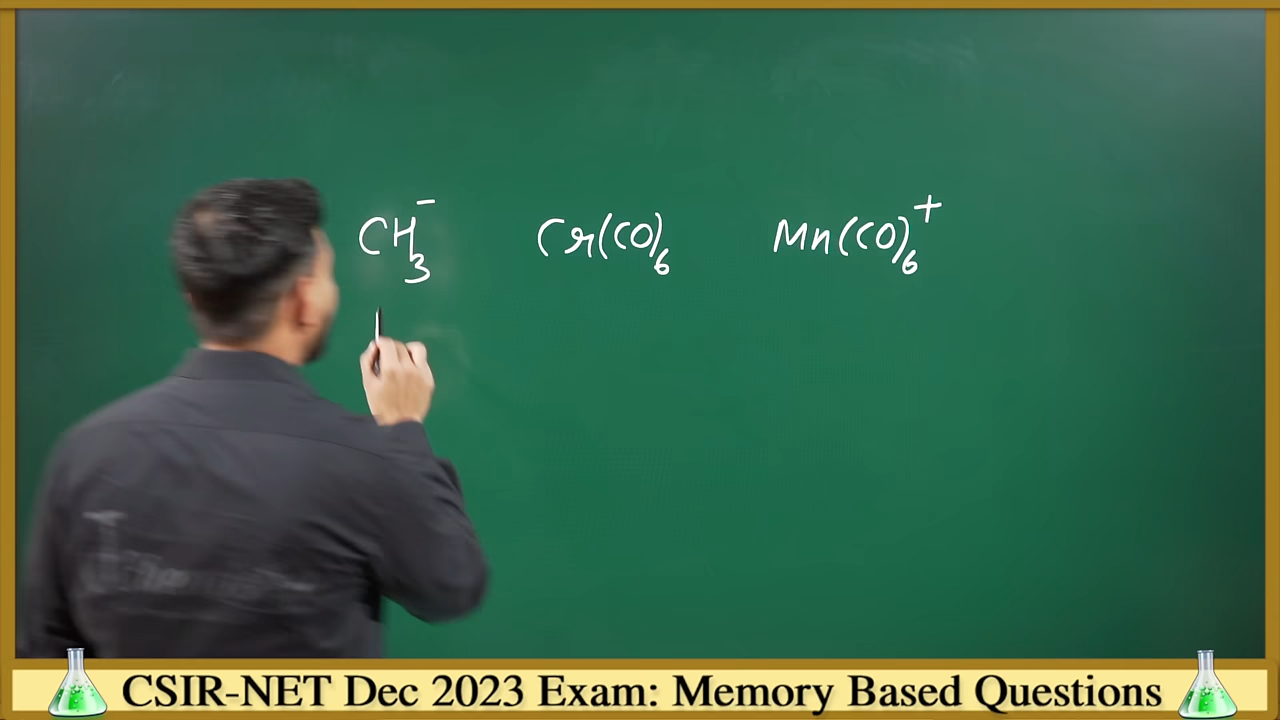 CH₃⁻ Cr(CO)₆ Mn(CO)₆⁺
CSIR-NET Dec 2023 Exam: Memory Based Questions